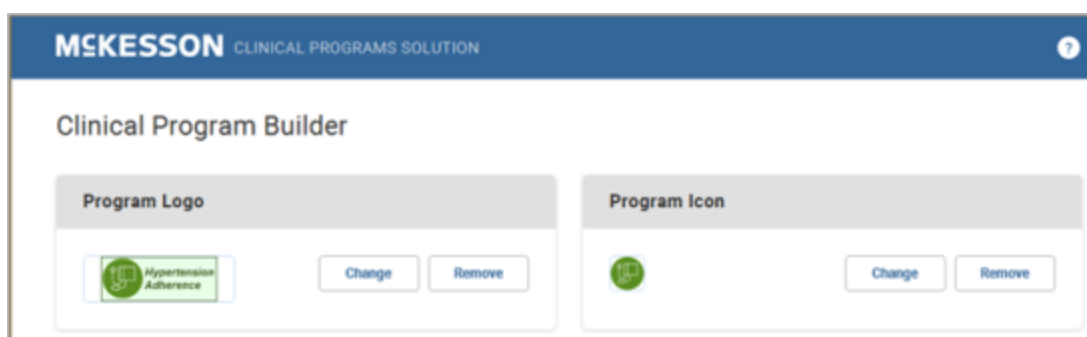 MCKESSON CLINICAL PROGRAMS SOLUTION
?
Clinical Program Builder
Program Logo
Hypertension
Adherence
Change
Remove
Program Icon
Change
Remove